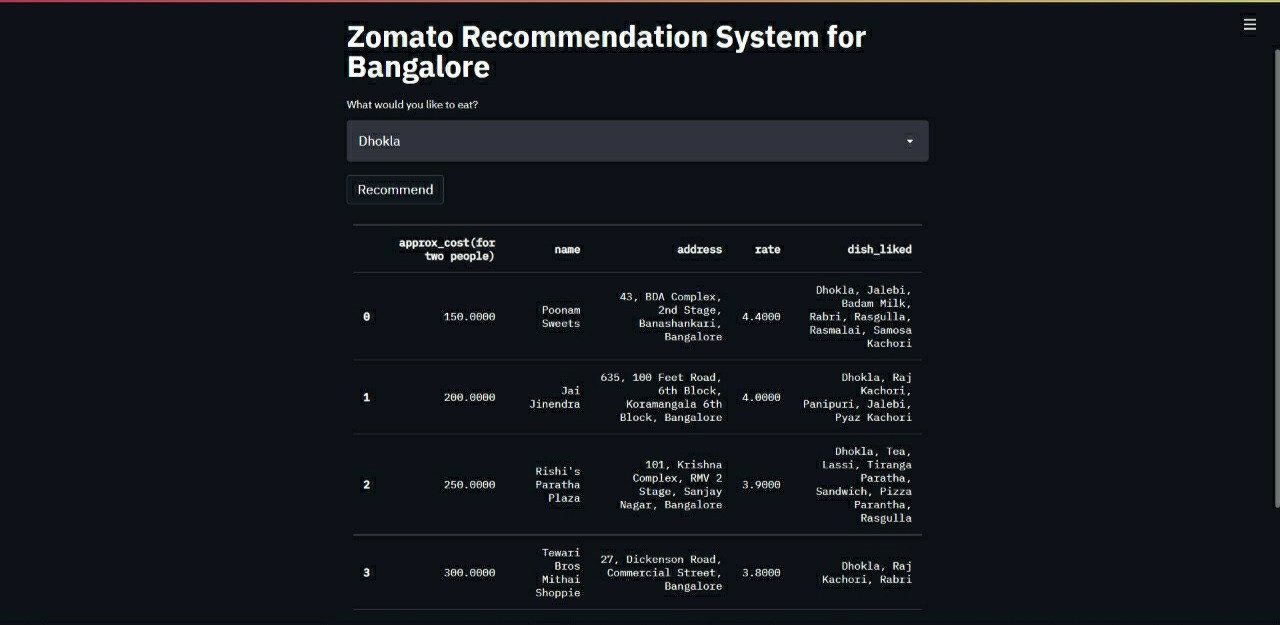 Zomato Recommendation System for
Bangalore
What would you like to eat?
Dhokla
Recommend
approx_cost(for two people) name address rate dish_liked
0 150.0000 Poonam Sweets 43, BDA Complex, 2nd Stage, Banashankari, Bangalore 4.4000 Dhokla, Jalebi, Badam Milk, Rabri, Rasgulla, Rasmalai, Samosa Kachori
1 200.0000 Jai Jinendra 635, 100 Feet Road, 6th Block, Koramangala 6th Block, Bangalore 4.0000 Dhokla, Raj Kachori, Panipuri, Jalebi, Pyaz Kachori
2 250.0000 Rishi's Paratha Plaza 101, Krishna Complex, RMV 2 Stage, Sanjay Nagar, Bangalore 3.9000 Dhokla, Tea, Lassi, Tiranga Paratha, Sandwich, Pizza Parantha, Rasgulla
3 300.0000 Tewari Bros Mithai Shoppie 27, Dickenson Road, Commercial Street, Bangalore 3.8000 Dhokla, Raj Kachori, Rabri